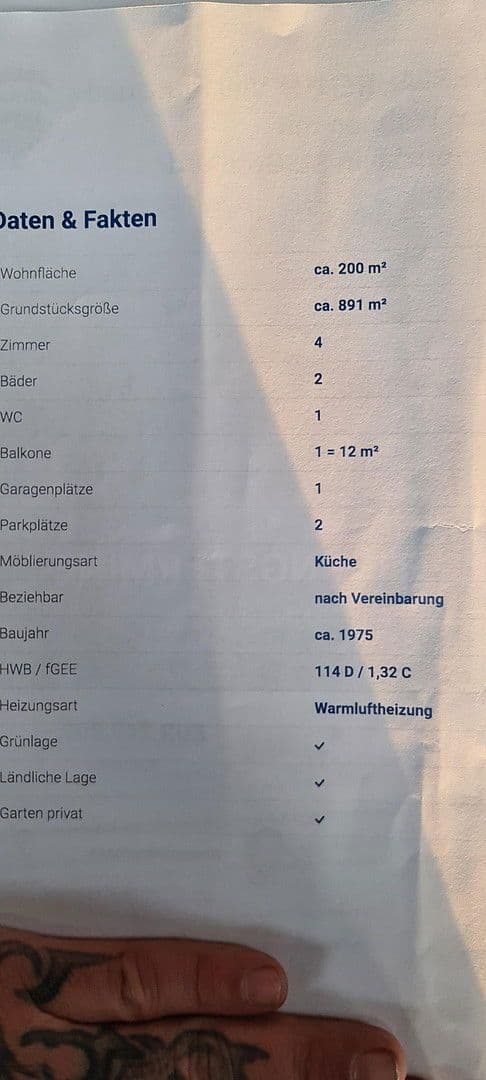 Daten & Fakten
Wohnfläche ca. 200 m²
Grundstücksgröße ca. 891 m²
Zimmer 4
Bäder 2
WC 1
Balkone 1 = 12 m²
Garagenplätze 1
Parkplätze 2
Möblierungsart Küche
Beziehbar nach Vereinbarung
Baujahr ca. 1975
HWB / fGEE 114 D / 1,32 C
Heizungsart Warmluftheizung
Grünlage ✓
Ländliche Lage ✓
Garten privat ✓